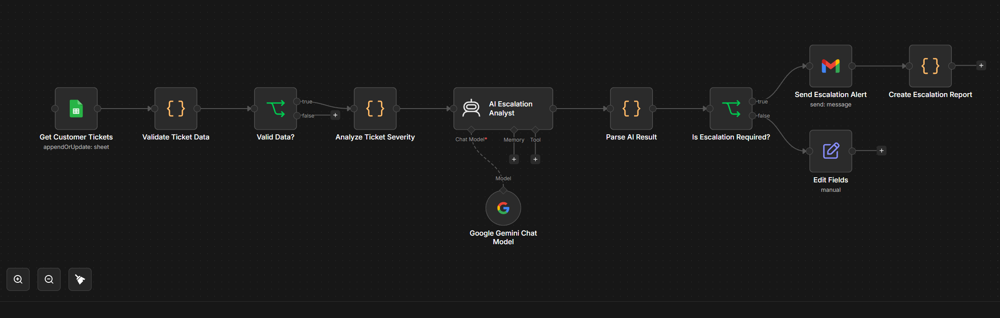 Get Customer Tickets
appendOrUpdate: sheet
Validate Ticket Data
true
false
Valid Data?
Analyze Ticket Severity
AI Escalation
Analyst
Chat Model*
Memory
Tool
Model
Google Gemini Chat
Model
Parse AI Result
true
false
Is Escalation Required?
Send Escalation Alert
send: message
Create Escalation Report
Edit Fields
manual